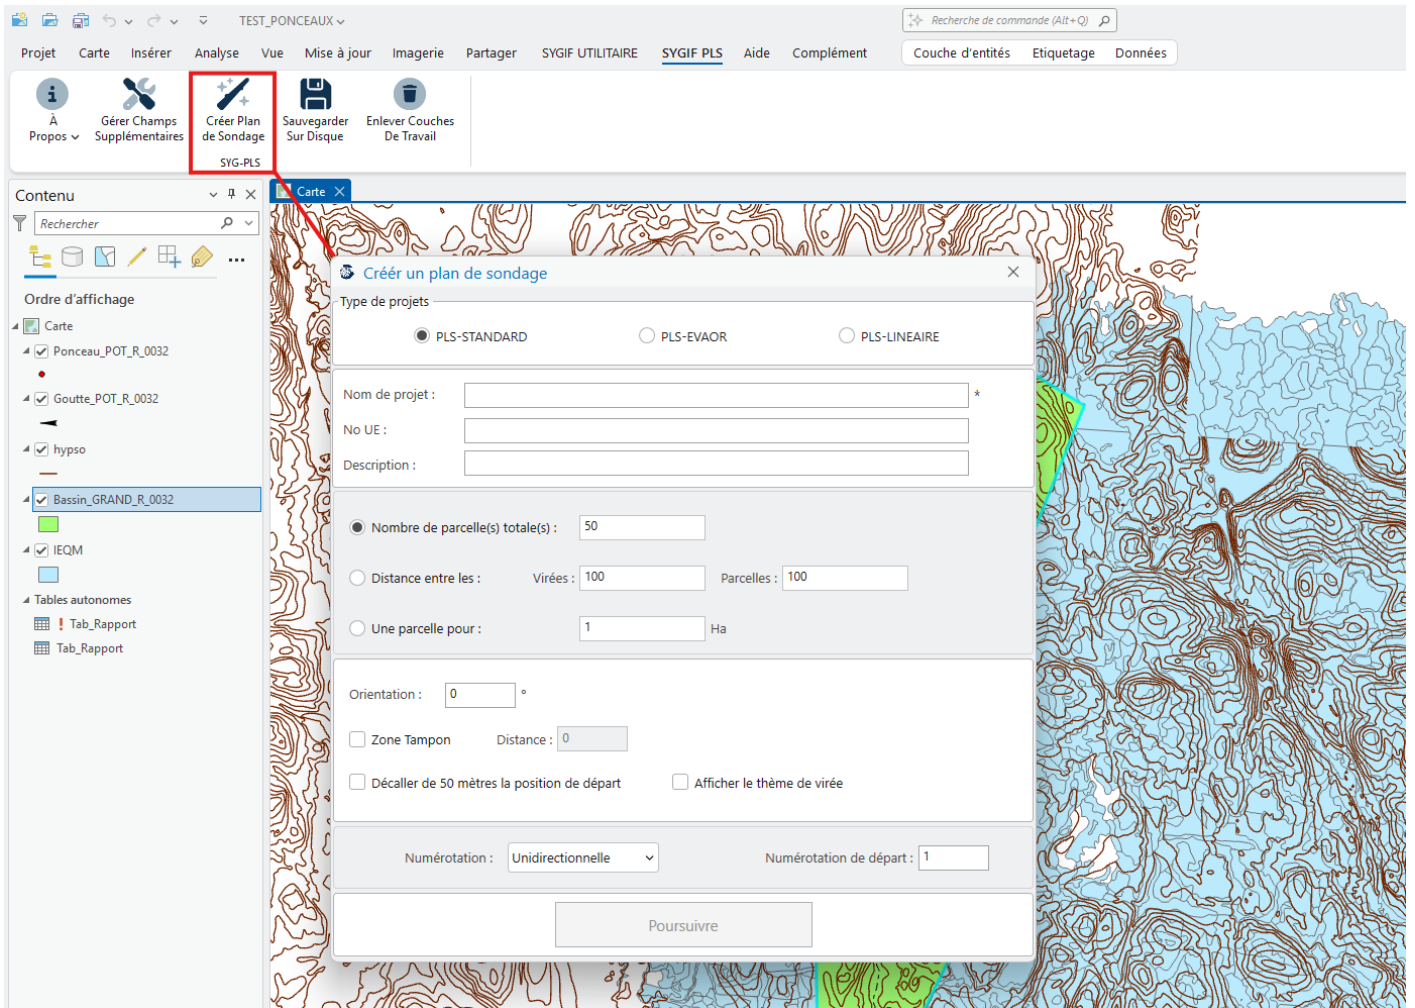 TEST_PONCEAUX
Recherche de commande (Alt+Q)
Projet Carte Insérer Analyse Vue Mise à jour Imagerie Partager SYGIF UTILITAIRE SYGIF PLS Aide Complément Couche d'entités Etiquetage Données
À Propos
Gérer Champs Supplémentaires
Créer Plan de Sondage
Sauvegarder Sur Disque
Enlever Couches De Travail
SYG-PLS
Contenu
Rechercher
Ordre d'affichage
Carte
Ponceau_POT_R_0032
Goutte_POT_R_0032
hypso
Bassin_GRAND_R_0032
IEQM
Tables autonomes
! Tab_Rapport
Tab_Rapport
Carte
Créér un plan de sondage
Type de projets
PLS-STANDARD PLS-EVAOR PLS-LINEAIRE
Nom de projet : *
No UE :
Description :
Nombre de parcelle(s) totale(s) : 50
Distance entre les : Virées : 100 Parcelles : 100
Une parcelle pour : 1 Ha
Orientation : 0 °
Zone Tampon Distance : 0
Décaller de 50 mètres la position de départ Afficher le thème de virée
Numérotation : Unidirectionnelle Numérotation de départ : 1
Poursuivre